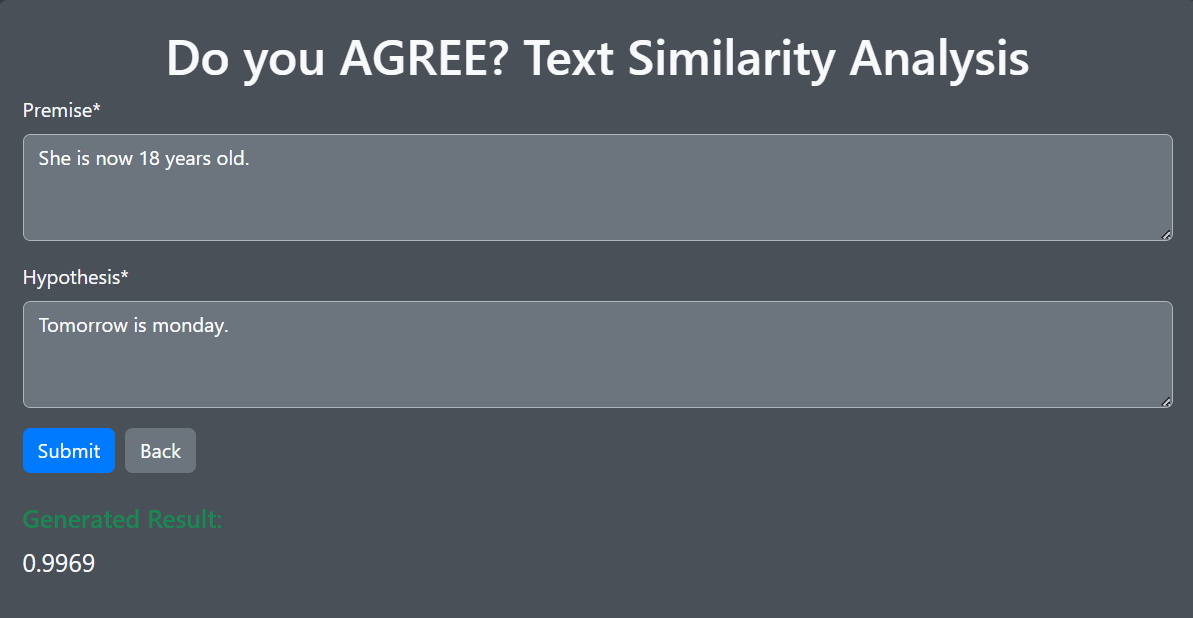 Do you AGREE? Text Similarity Analysis
Premise*
She is now 18 years old.
Hypothesis*
Tomorrow is monday.
Submit Back
Generated Result:
0.9969